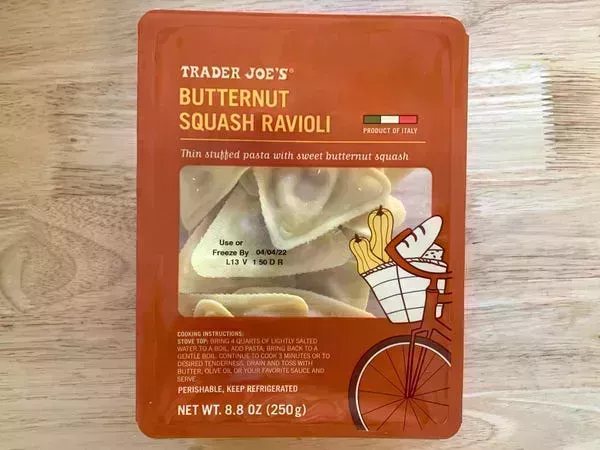 TRADER JOE'S®
BUTTERNUT
SQUASH RAVIOLI
PRODUCT OF ITALY
Thin stuffed pasta with sweet butternut squash
Use or
Freeze By 04/04/22
L13 V 1 50 D R
COOKING INSTRUCTIONS:
STOVE TOP: BRING 4 QUARTS OF LIGHTLY SALTED
WATER TO A BOIL, ADD PASTA; BRING BACK TO A
GENTLE BOIL. CONTINUE TO COOK 3 MINUTES OR TO
DESIRED TENDERNESS. DRAIN AND TOSS WITH
BUTTER, OLIVE OIL OR YOUR FAVORITE SAUCE AND
SERVE.
PERISHABLE, KEEP REFRIGERATED
NET WT. 8.8 OZ (250g)